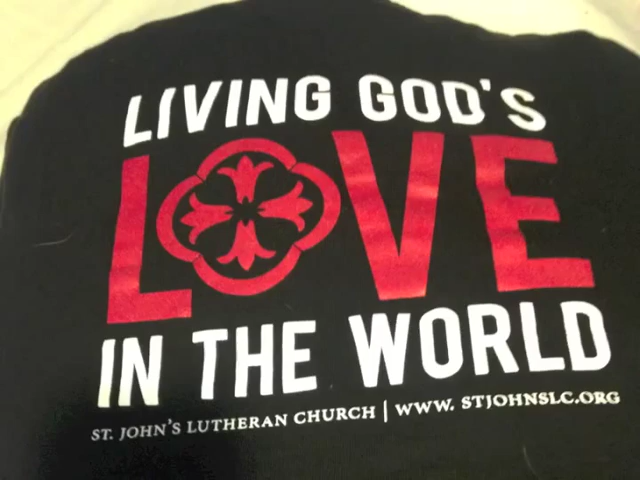 LIVING GOD'S
LOVE
IN THE WORLD
ST. JOHN'S LUTHERAN CHURCH | WWW. STJOHNSLC.ORG